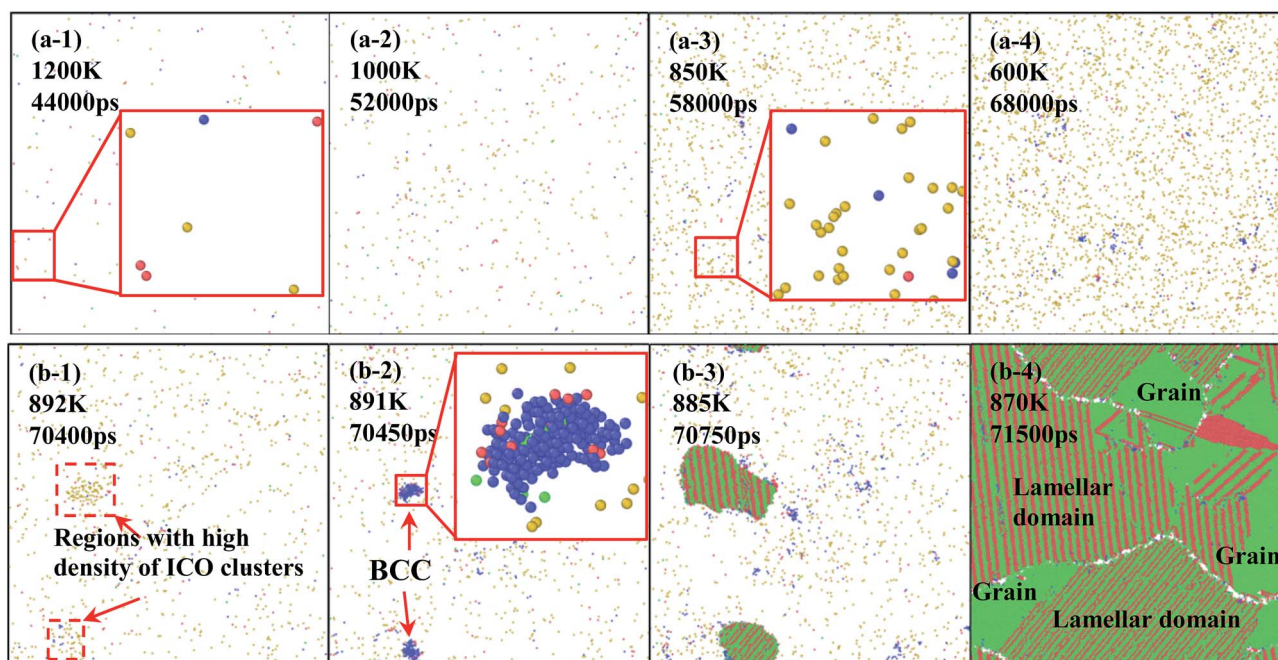 (a-1)
1200K
44000ps
(a-2)
1000K
52000ps
(a-3)
850K
58000ps
(a-4)
600K
68000ps
(b-1)
892K
70400ps
Regions with high
density of ICO clusters
(b-2)
891K
70450ps
BCC
(b-3)
885K
70750ps
(b-4)
870K
71500ps
Grain
Lamellar
domain
Grain
Grain
Lamellar domain